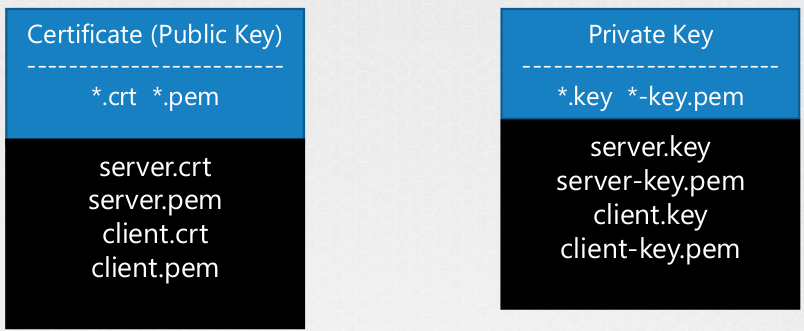 Certificate (Public Key)
-------------------------
*.crt *.pem
server.crt
server.pem
client.crt
client.pem
Private Key
-------------------------
*.key *-key.pem
server.key
server-key.pem
client.key
client-key.pem